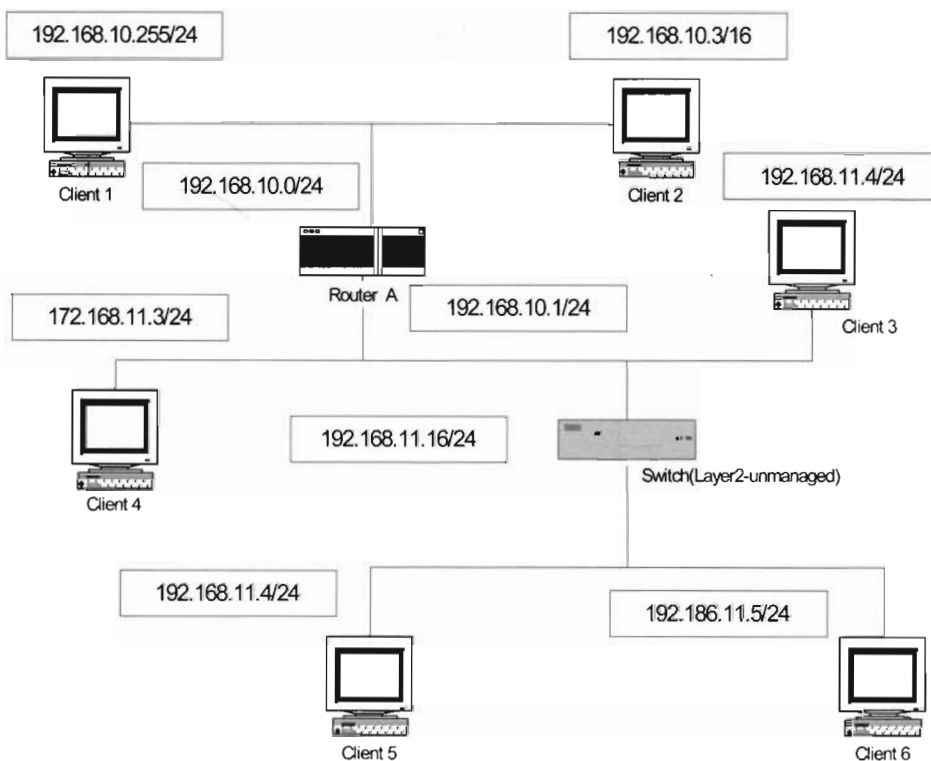 192.168.10.255/24
192.168.10.3/16
Client 1
192.168.10.0/24
Client 2
192.168.11.4/24
Router A
172.168.11.3/24
192.168.10.1/24
Client 3
192.168.11.16/24
Switch(Layer2-unmanaged)
Client 4
192.168.11.4/24
192.186.11.5/24
Client 5
Client 6